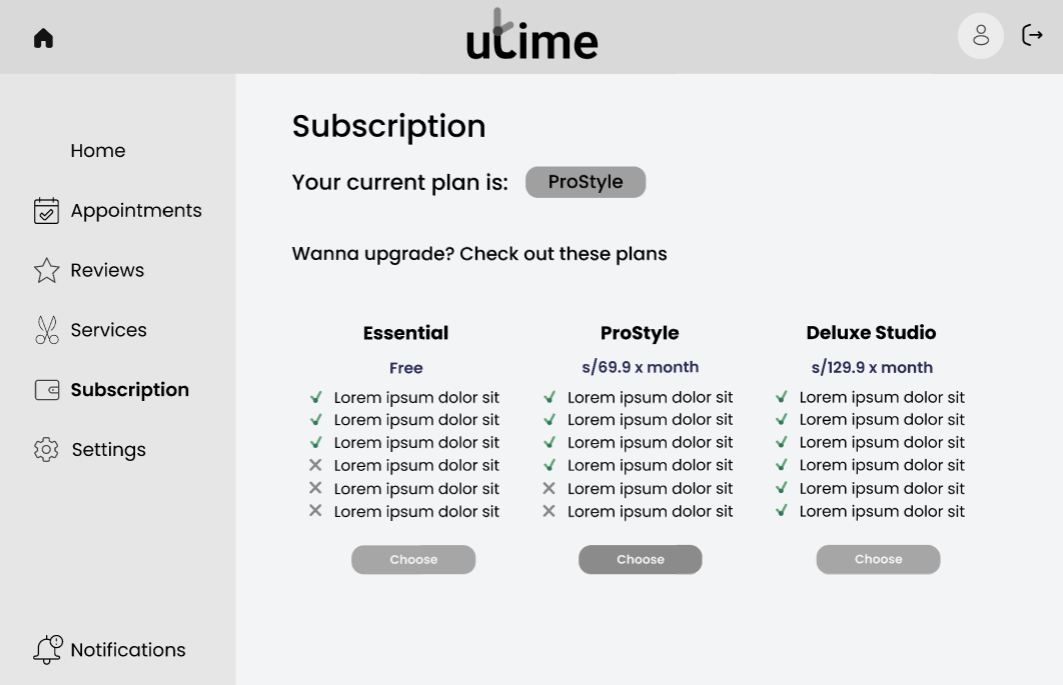 utime
Home
Appointments
Reviews
Services
Subscription
Settings
Notifications
Subscription
Your current plan is: ProStyle
Wanna upgrade? Check out these plans
Essential
Free
Lorem ipsum dolor sit
Lorem ipsum dolor sit
Lorem ipsum dolor sit
Lorem ipsum dolor sit
Lorem ipsum dolor sit
Lorem ipsum dolor sit
Choose
ProStyle
s/69.9 x month
Lorem ipsum dolor sit
Lorem ipsum dolor sit
Lorem ipsum dolor sit
Lorem ipsum dolor sit
Lorem ipsum dolor sit
Lorem ipsum dolor sit
Choose
Deluxe Studio
s/129.9 x month
Lorem ipsum dolor sit
Lorem ipsum dolor sit
Lorem ipsum dolor sit
Lorem ipsum dolor sit
Lorem ipsum dolor sit
Lorem ipsum dolor sit
Choose